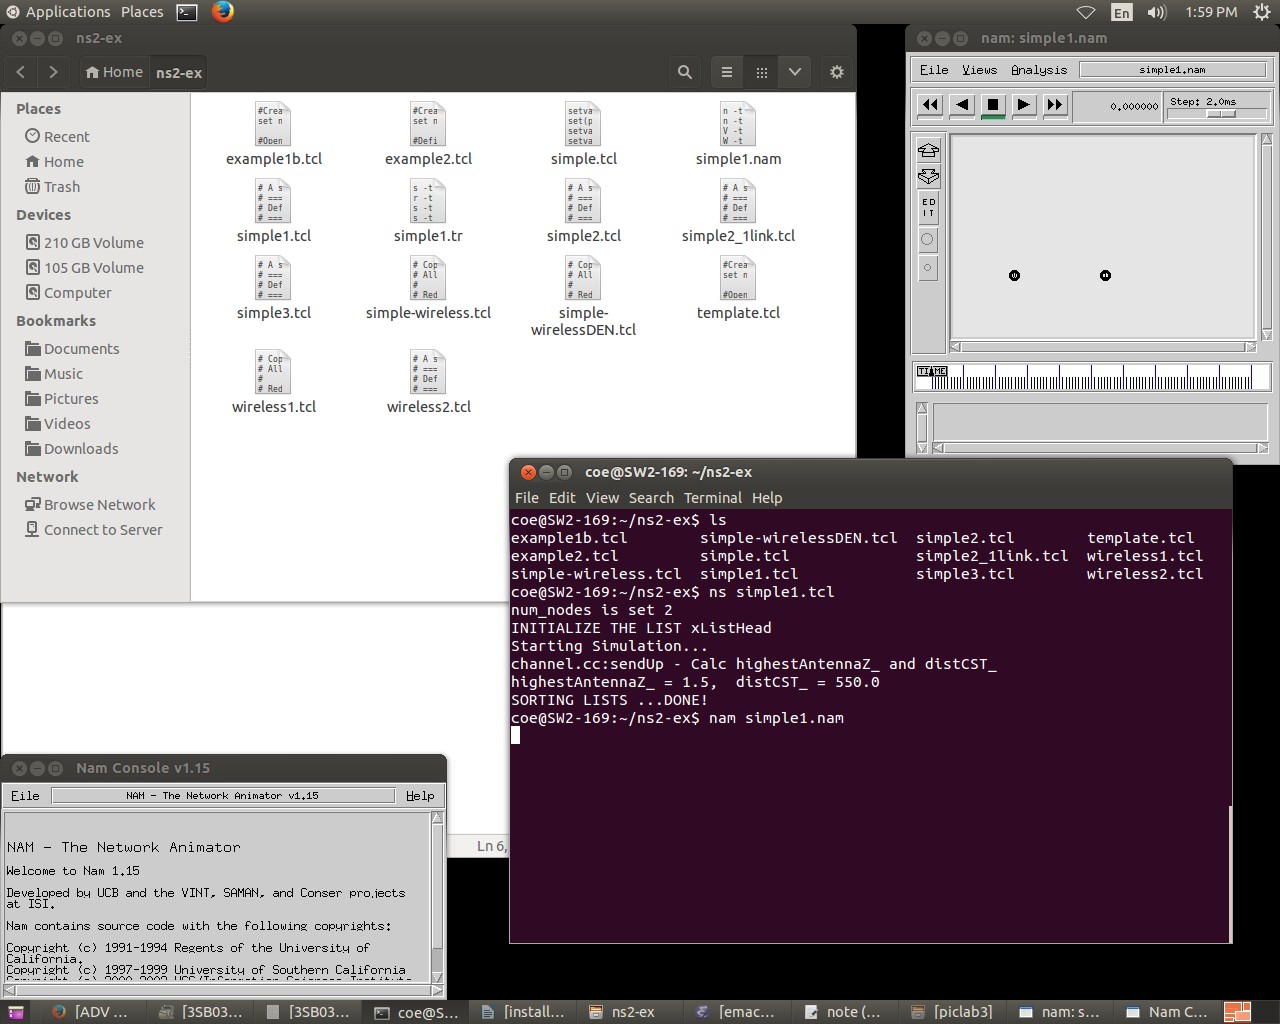 Applications Places
En
1:59 PM
ns2-ex
Home ns2-ex
Places
Recent
Home
Trash
Devices
210 GB Volume
105 GB Volume
Computer
Bookmarks
Documents
Music
Pictures
Videos
Downloads
Network
Browse Network
Connect to Server
example1b.tcl
example2.tcl
simple.tcl
simple1.nam
simple1.tcl
simple1.tr
simple2.tcl
simple2_1link.tcl
simple3.tcl
simple-wireless.tcl
simple-
wirelessDEN.tcl
template.tcl
wireless1.tcl
wireless2.tcl
nam: simple1.nam
File Views Analysis simple1.nam
0.000000 Step: 2.0ms
ED
IT
TIME
coe@SW2-169: ~/ns2-ex
File Edit View Search Terminal Help
coe@SW2-169:~/ns2-ex$ ls
example1b.tcl simple-wirelessDEN.tcl simple2.tcl template.tcl
example2.tcl simple.tcl simple2_1link.tcl wireless1.tcl
simple-wireless.tcl simple1.tcl simple3.tcl wireless2.tcl
coe@SW2-169:~/ns2-ex$ ns simple1.tcl
num_nodes is set 2
INITIALIZE THE LIST xListHead
Starting Simulation...
channel.cc:sendUp - Calc highestAntennaZ_ and distCST_
highestAntennaZ_ = 1.5,  distCST_ = 550.0
SORTING LISTS ...DONE!
coe@SW2-169:~/ns2-ex$ nam simple1.nam
Ln 6,
Nam Console v1.15
File NAM - The Network Animator v1.15 Help
NAM - The Network Animator
Welcome to Nam 1.15
Developed by UCB and the VINT, SAMAN, and Conser projects
at ISI.
Nam contains source code with the following copyrights:
Copyright (c) 1991-1994 Regents of the University of
California.
Copyright (c) 1997-1999 University of Southern California
[ADV ... [3SB03... [3SB03... coe@S... [install... ns2-ex [emac... note (... [piclab3] nam: s... Nam C...